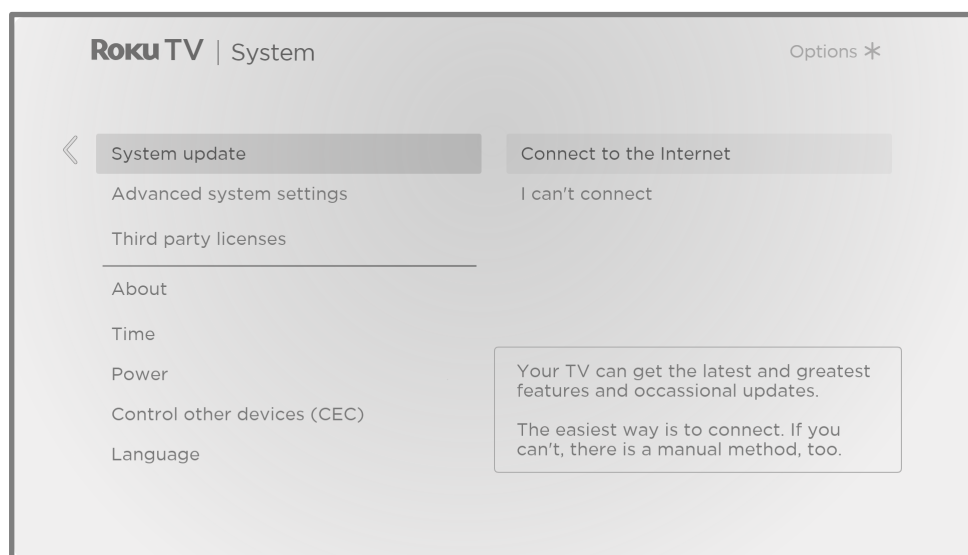 Roku TV | System
Options *
System update
Advanced system settings
Third party licenses
About
Time
Power
Control other devices (CEC)
Language
Connect to the Internet
I can't connect
Your TV can get the latest and greatest
features and occassional updates.
The easiest way is to connect. If you
can't, there is a manual method, too.